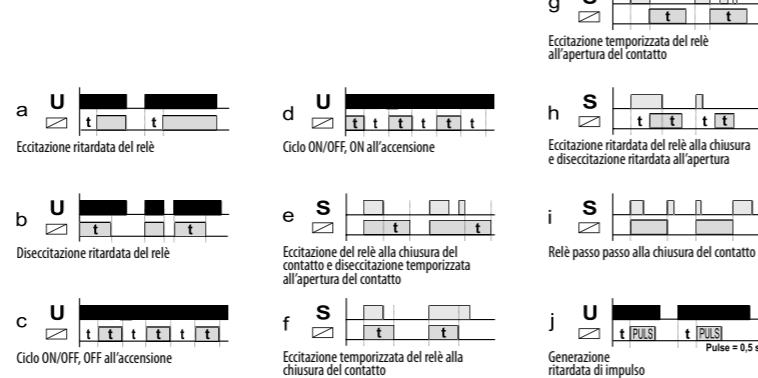 a
U
t
t
Eccitazione ritardata del relè
b
U
t
t
Diseccitazione ritardata del relè
c
U
t t t t t t
Ciclo ON/OFF, OFF all'accensione
d
U
t t t t t t
Ciclo ON/OFF, ON all'accensione
e
S
t
t
Eccitazione del relè alla chiusura del
contatto e diseccitazione temporizzata
all'apertura del contatto
f
S
t
t
Eccitazione temporizzata del relè alla
chiusura del contatto
g
S
t
t
Eccitazione temporizzata del relè
all'apertura del contatto
h
S
t t t t
Eccitazione ritardata del relè alla chiusura
e diseccitazione ritardata all'apertura
i
S
Relè passo passo alla chiusura del contatto
j
U
t PULS t PULS
Pulse = 0,5 s
Generazione
ritardata di impulso